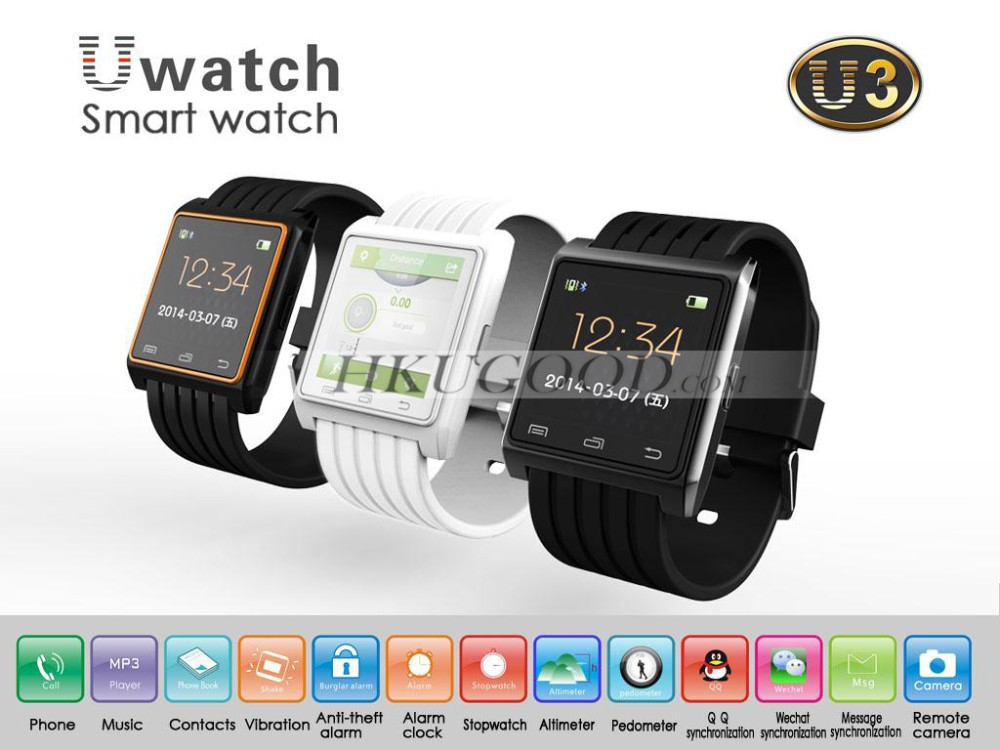 Uwatch
Smart watch
U3
12:34
2014-03-07 (五)
Distance
0.00
12:34
2014-03-07 (五)
HKUGOOD.COM
Call
MP3
Player
Phone Book
Shake
Burglar alarm
Alarm
Stopwatch
h
Altimeter
pedometer
QQ
Wechat
Msg
Camera
Phone
Music
Contacts
Vibration
Anti-theft
alarm
Alarm
clock
Stopwatch
Altimeter
Pedometer
Q Q
synchronization
Wechat
synchronization
Message
synchronization
Remote
camera